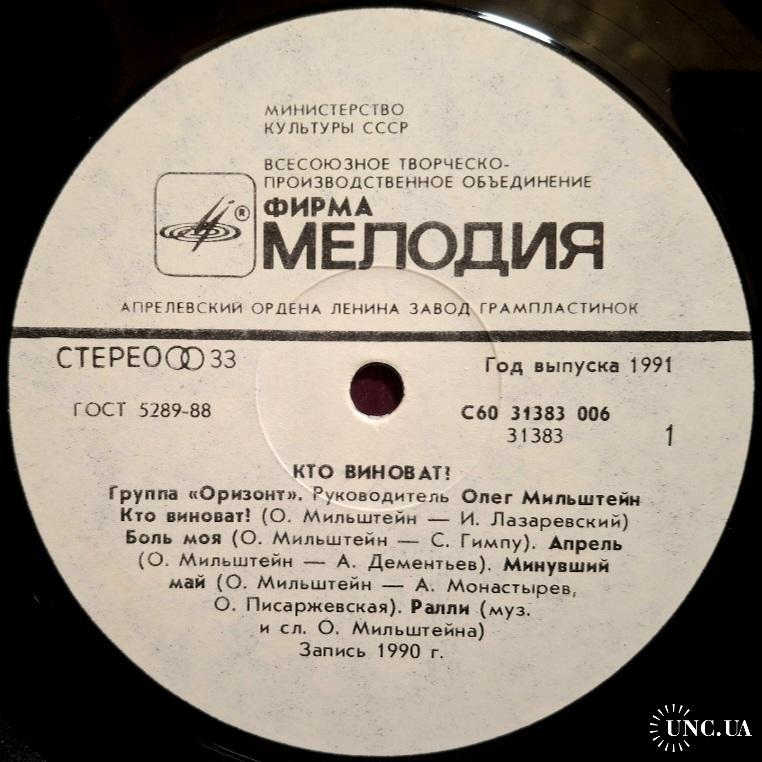 МИНИСТЕРСТВО
КУЛЬТУРЫ СССР
ВСЕСОЮЗНОЕ ТВОРЧЕСКО-
ПРОИЗВОДСТВЕННОЕ ОБЪЕДИНЕНИЕ
®
ФИРМА
МЕЛОДИЯ
АПРЕЛЕВСКИЙ ОРДЕНА ЛЕНИНА ЗАВОД ГРАМПЛАСТИНОК
СТЕРЕО 33
Год выпуска 1991
ГОСТ 5289-88
С60 31383 006
31383
1
КТО ВИНОВАТ?
Группа «Оризонт». Руководитель Олег Мильштейн
Кто виноват? (О. Мильштейн — И. Лазаревский)
Боль моя (О. Мильштейн — С. Гимпу). Апрель
(О. Мильштейн — А. Дементьев). Минувший
май (О. Мильштейн — А. Монастырев,
О. Писаржевская). Ралли (муз.
и сл. О. Мильштейна)
Запись 1990 г.
UNC.UA